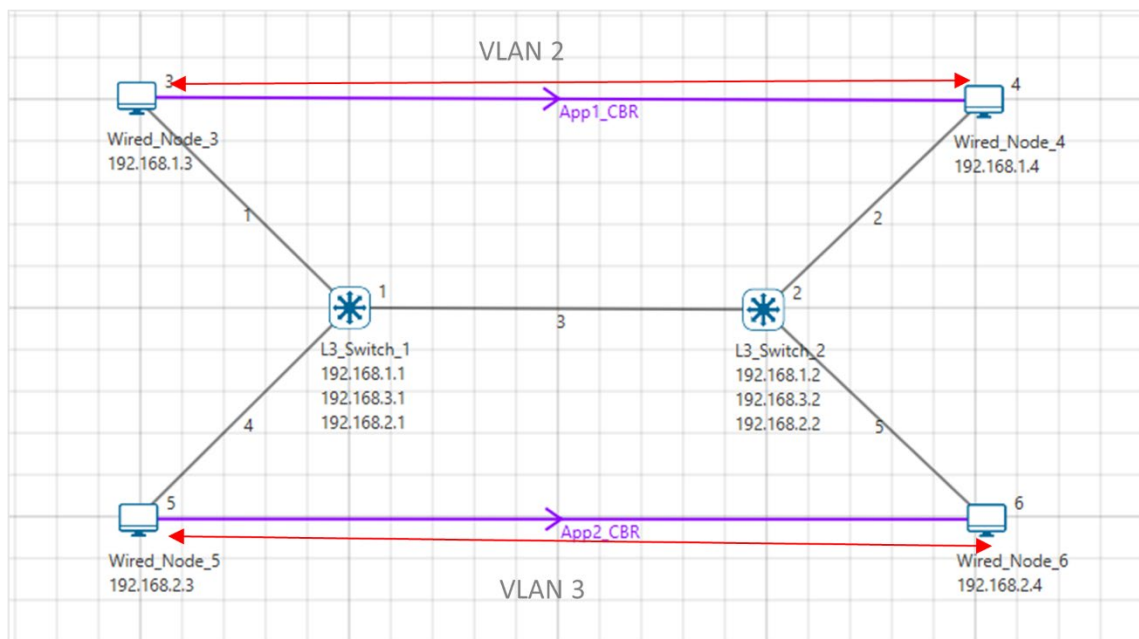 VLAN 2
3
4
App1_CBR
Wired_Node_3
192.168.1.3
Wired_Node_4
192.168.1.4
1
2
1
2
3
L3_Switch_1
192.168.1.1
192.168.3.1
192.168.2.1
L3_Switch_2
192.168.1.2
192.168.3.2
192.168.2.2
4
5
5
6
App2_CBR
Wired_Node_5
192.168.2.3
Wired_Node_6
192.168.2.4
VLAN 3